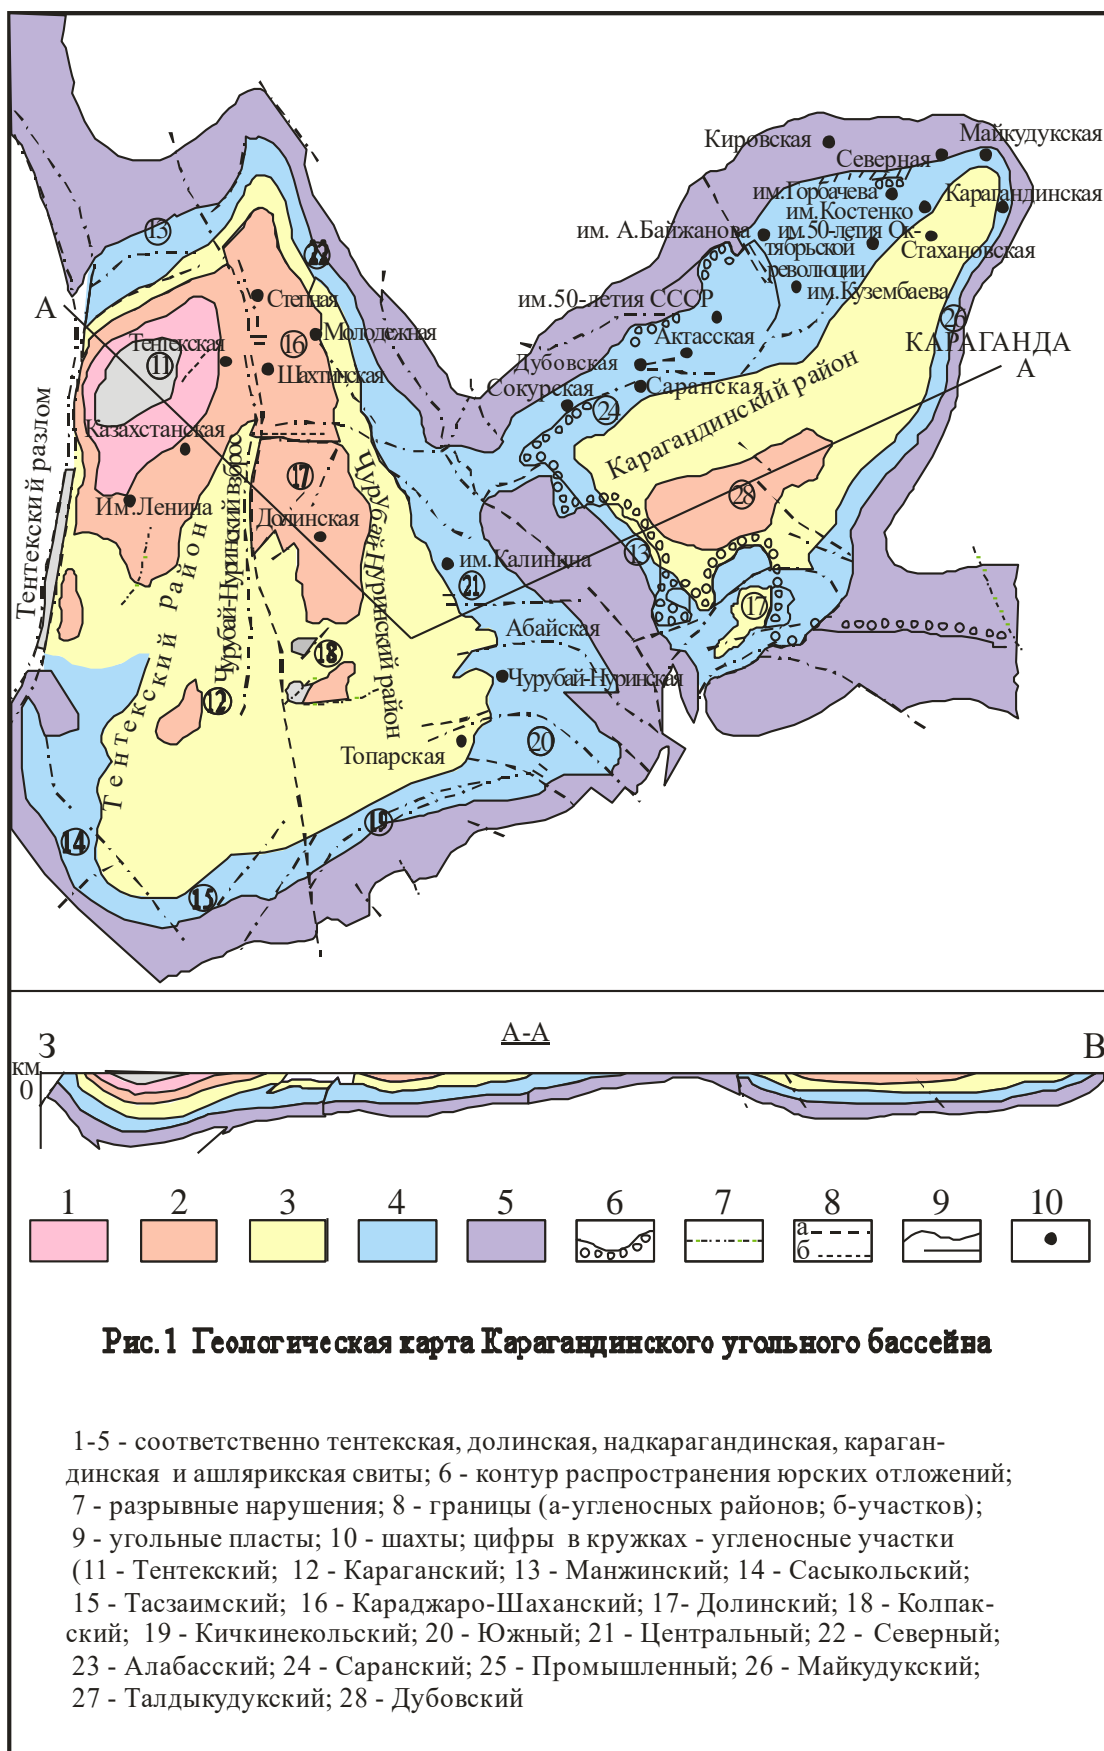 Кировская
Майкудукская
Северная
им.Горбачева
Карагандинская
им.Костенко
им. А.Байжанова
им.50-летия Ок-
тябрьской
революции
Стахановская
им.Кузембаева
13
22
А
Степная
им.50-летия СССР
26
Тентекская
16
Молодежная
Актасская
КАРАГАНДА
11
Шахтинская
Дубовская
А
Сокурская
Саранская
24
Казахстанская
Карагандинский район
Тентекский разлом
Им.Ленина
17
28
Долинская
Чурубай-Нуринский взброс
Чурубай-Нуринский район
им.Калинина
13
21
17
Тентекский район
Абайская
18
Чурубай-Нуринская
12
Топарская
20
19
14
15
А-А
З
В
км
0
1 2 3 4 5 6 7 8 9 10
а
б
Рис.1 Геологическая карта Карагандинского угольного бассейна
1-5 - соответственно тентекская, долинская, надкарагандинская, караган-
динская и ашлярикская свиты; 6 - контур распространения юрских отложений;
7 - разрывные нарушения; 8 - границы (а-угленосных районов; б-участков);
9 - угольные пласты; 10 - шахты; цифры в кружках - угленосные участки
(11 - Тентекский; 12 - Караганский; 13 - Манжинский; 14 - Сасыкольский;
15 - Тасзаимский; 16 - Караджаро-Шаханский; 17- Долинский; 18 - Колпак-
ский; 19 - Кичкинекольский; 20 - Южный; 21 - Центральный; 22 - Северный;
23 - Алабасский; 24 - Саранский; 25 - Промышленный; 26 - Майкудукский;
27 - Талдыкудукский; 28 - Дубовский